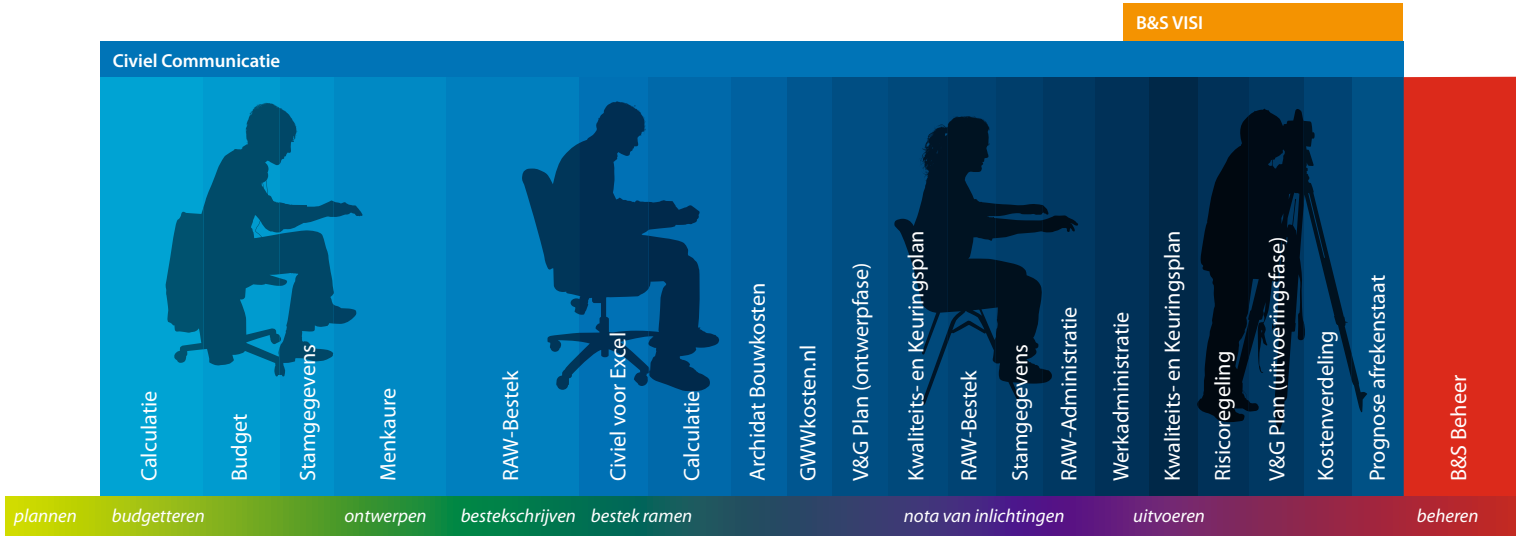 B&S VISI
Civiel Communicatie
Calculatie
Budget
Stamgegevens
Menkaure
RAW-Bestek
Civiel voor Excel
Calculatie
Archidat Bouwkosten
GWWkosten.nl
V&G Plan (ontwerpfase)
Kwaliteits- en Keuringsplan
RAW-Bestek
Stamgegevens
RAW-Administratie
Werkadministratie
Kwaliteits- en Keuringsplan
Risicoregeling
V&G Plan (uitvoeringsfase)
Kostenverdeling
Prognose afrekenstaat
B&S Beheer
plannen budgetteren ontwerpen bestekschrijven bestek ramen nota van inlichtingen uitvoeren beheren